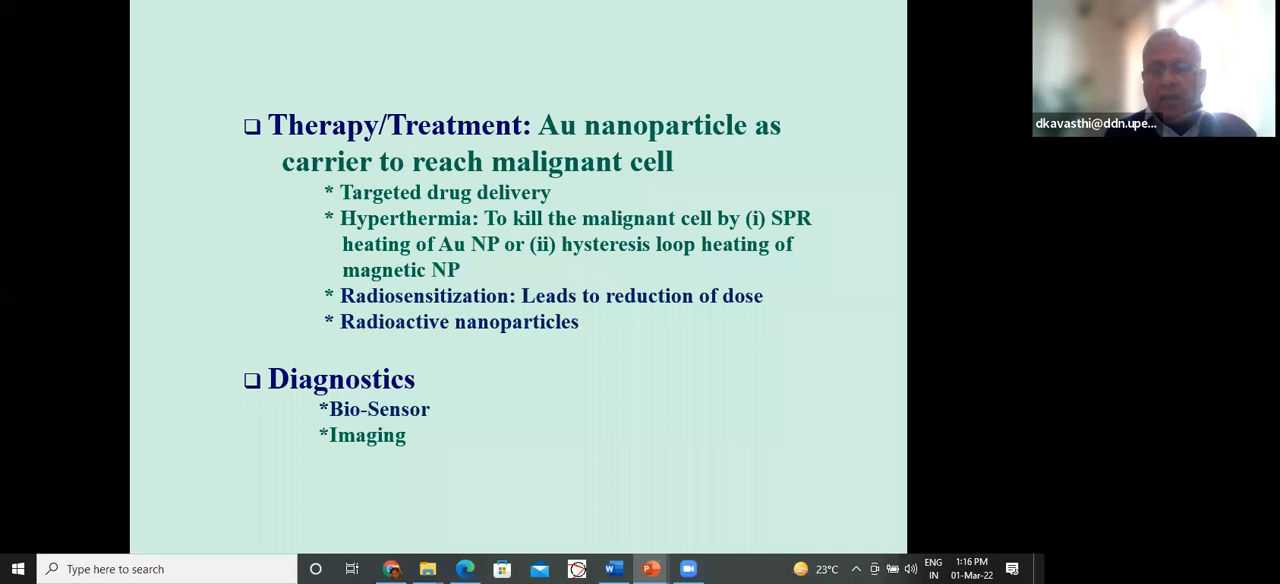 ❑ Therapy/Treatment: Au nanoparticle as
carrier to reach malignant cell
* Targeted drug delivery
* Hyperthermia: To kill the malignant cell by (i) SPR
heating of Au NP or (ii) hysteresis loop heating of
magnetic NP
* Radiosensitization: Leads to reduction of dose
* Radioactive nanoparticles
❑ Diagnostics
*Bio-Sensor
*Imaging
dkavasthi@ddn.upe...
Type here to search
23°C
ENG
IN
1:16 PM
01-Mar-22